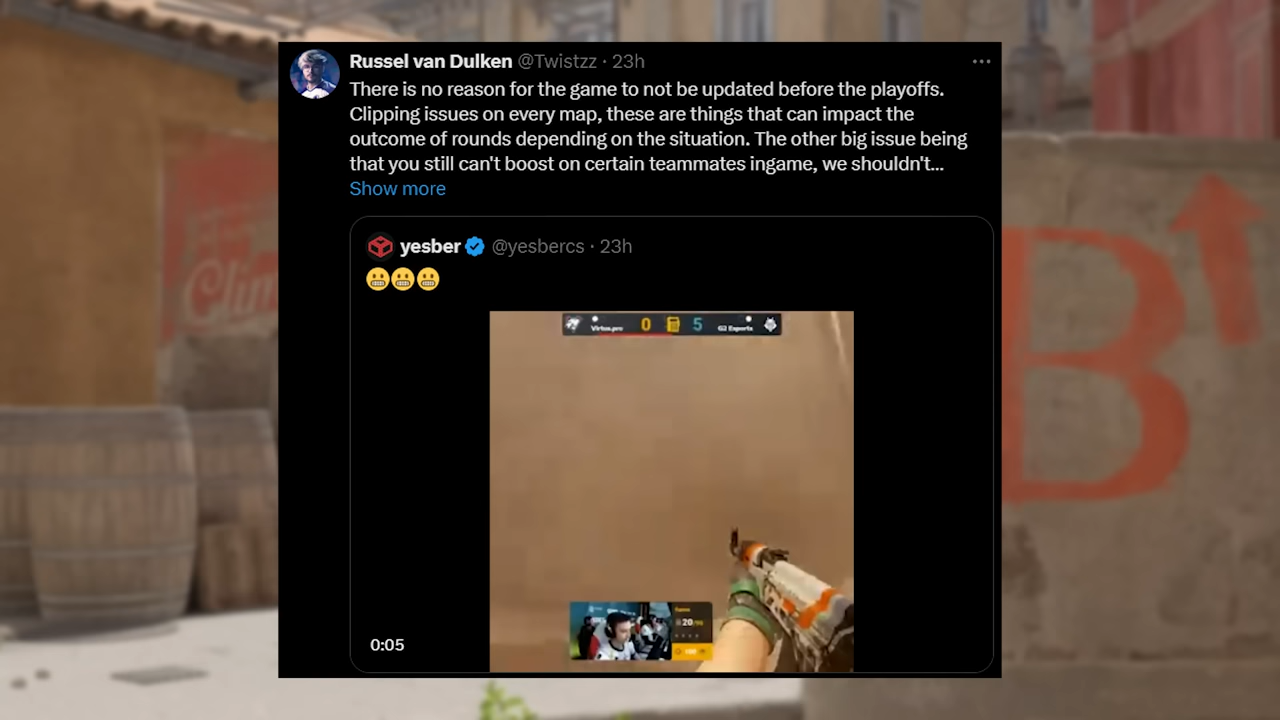 Russel van Dulken @Twistzz · 23h
There is no reason for the game to not be updated before the playoffs.
Clipping issues on every map, these are things that can impact the
outcome of rounds depending on the situation. The other big issue being
that you still can't boost on certain teammates ingame, we shouldn't...
Show more
yesber @yesbercs · 23h
😬😬😬
Virtus.pro 0 5 G2 Esports
20
0:05
B